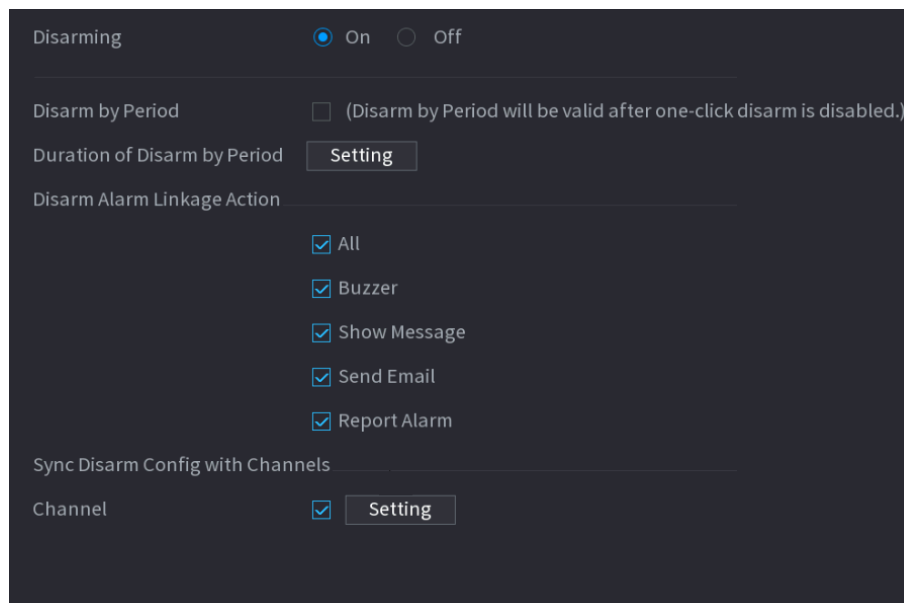 Disarming On Off
Disarm by Period (Disarm by Period will be valid after one-click disarm is disabled.)
Duration of Disarm by Period Setting
Disarm Alarm Linkage Action
All
Buzzer
Show Message
Send Email
Report Alarm
Sync Disarm Config with Channels
Channel Setting